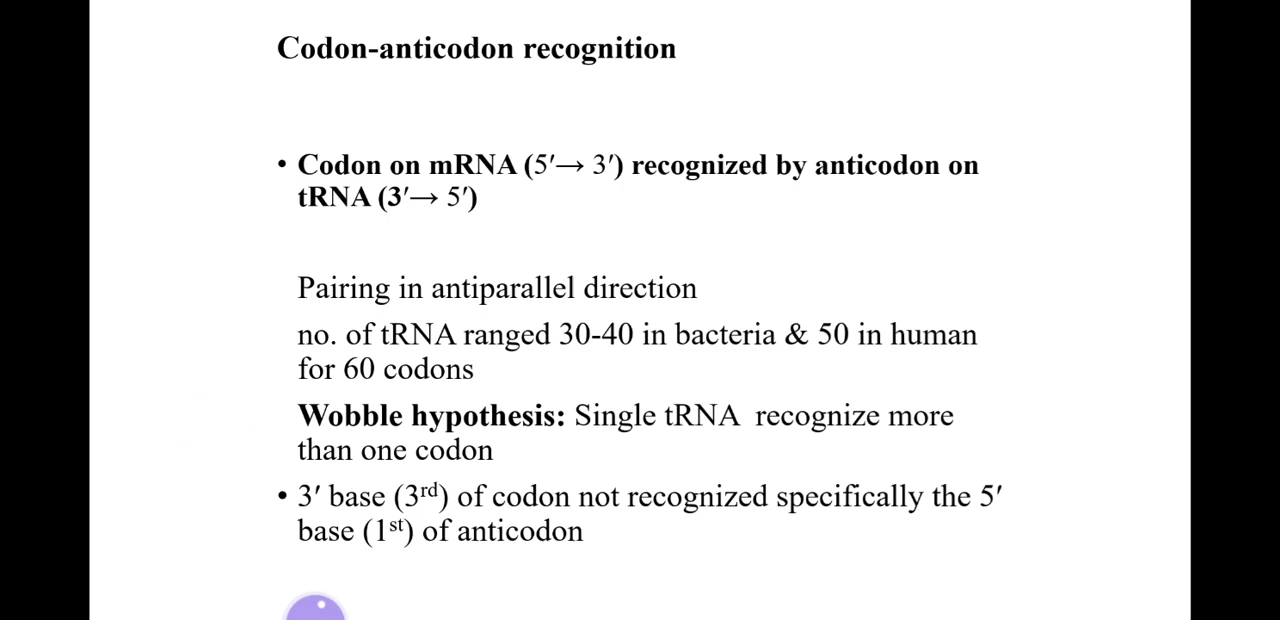 Codon-anticodon recognition
• Codon on mRNA (5′→ 3′) recognized by anticodon on
tRNA (3′→ 5′)
Pairing in antiparallel direction
no. of tRNA ranged 30-40 in bacteria & 50 in human
for 60 codons
Wobble hypothesis: Single tRNA recognize more
than one codon
• 3′ base (3rd) of codon not recognized specifically the 5′
base (1st) of anticodon